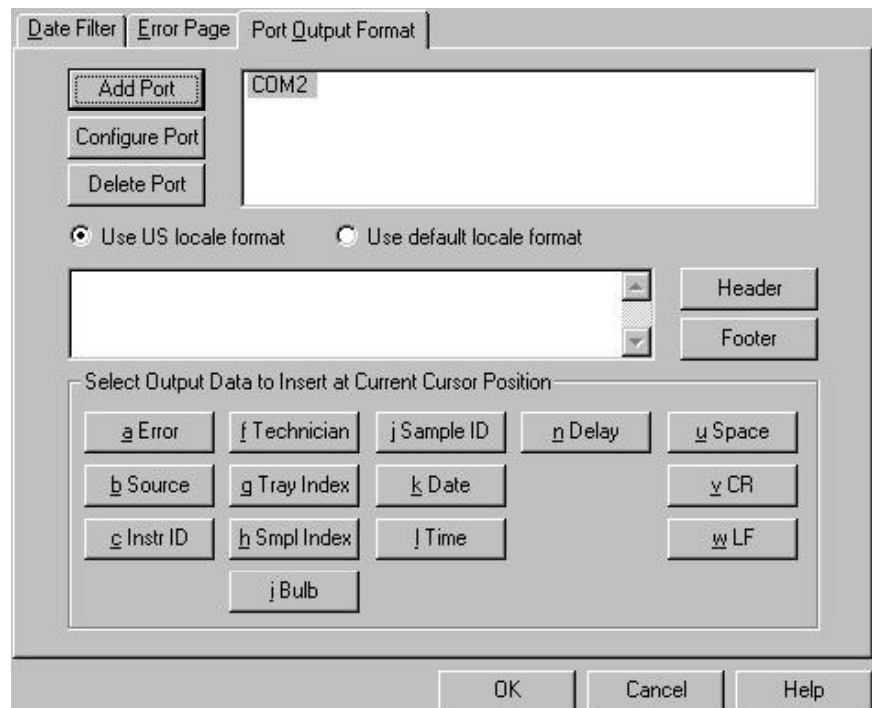 Date Filter Error Page Port Output Format
Add Port
COM2
Configure Port
Delete Port
Use US locale format Use default locale format
Header
Footer
Select Output Data to Insert at Current Cursor Position
a Error f Technician j Sample ID n Delay u Space
b Source g Tray Index k Date v CR
c Instr ID h Smpl Index l Time w LF
i Bulb
OK Cancel Help